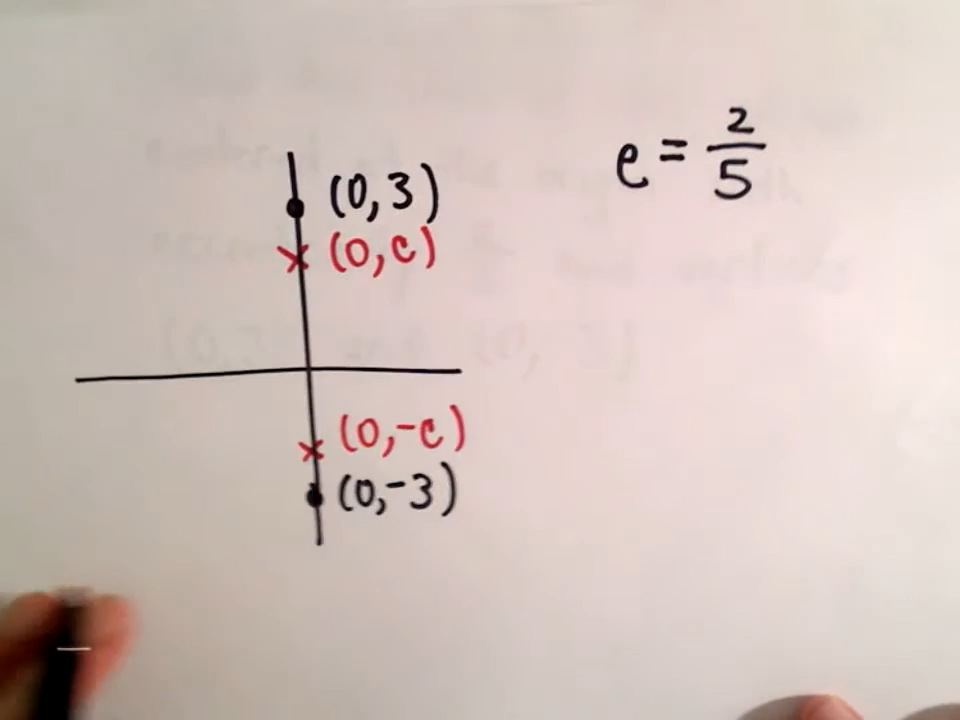 e = 2/5
(0,3)
(0,c)
(0,-c)
(0,-3)